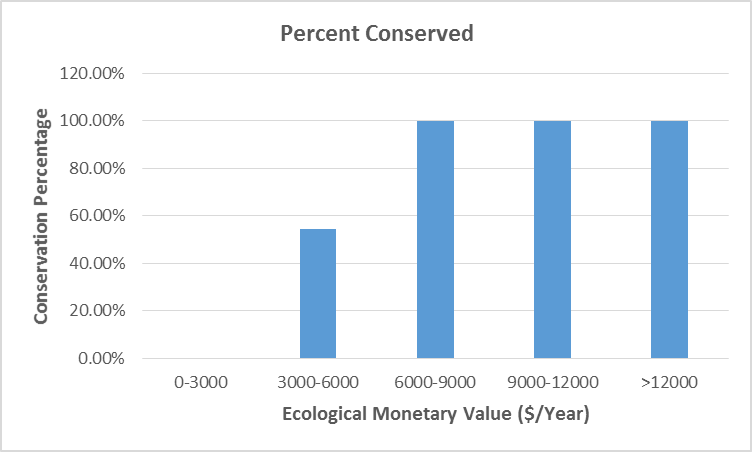 Percent Conserved
120.00%
100.00%
80.00%
60.00%
40.00%
20.00%
0.00%
Conservation Percentage
0-3000 3000-6000 6000-9000 9000-12000 >12000
Ecological Monetary Value ($/Year)